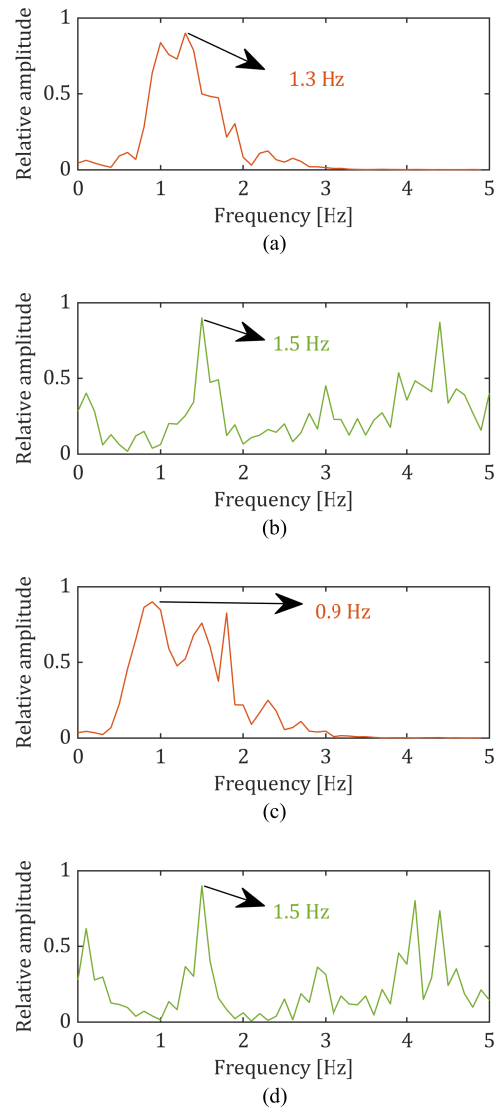 1
Relative amplitude
0.5
1.3 Hz
0
0 1 2 3 4 5
Frequency [Hz]
(a)
1
Relative amplitude
0.5
1.5 Hz
0
0 1 2 3 4 5
Frequency [Hz]
(b)
1
Relative amplitude
0.5
0.9 Hz
0
0 1 2 3 4 5
Frequency [Hz]
(c)
1
Relative amplitude
0.5
1.5 Hz
0
0 1 2 3 4 5
Frequency [Hz]
(d)